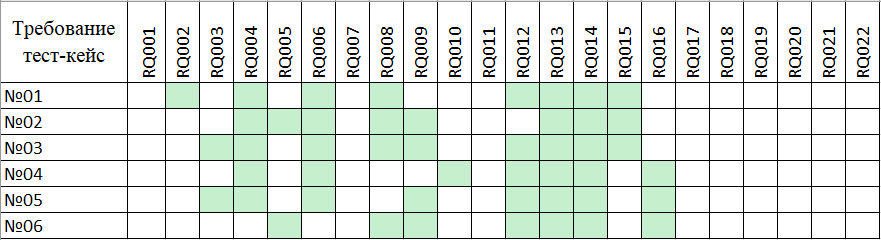 Требование
тест-кейс
RQ001
RQ002
RQ003
RQ004
RQ005
RQ006
RQ007
RQ008
RQ009
RQ010
RQ011
RQ012
RQ013
RQ014
RQ015
RQ016
RQ017
RQ018
RQ019
RQ020
RQ021
RQ022
№01
№02
№03
№04
№05
№06